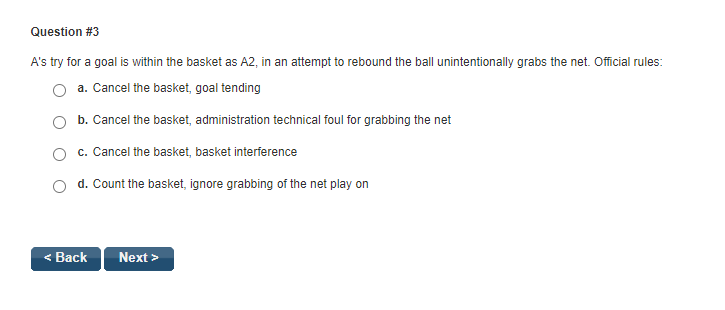 Question #3
A's try for a goal is within the basket as A2, in an attempt to rebound the ball unintentionally grabs the net. Official rules:
a. Cancel the basket, goal tending
b. Cancel the basket, administration technical foul for grabbing the net
c. Cancel the basket, basket interference
d. Count the basket, ignore grabbing of the net play on
< Back Next >